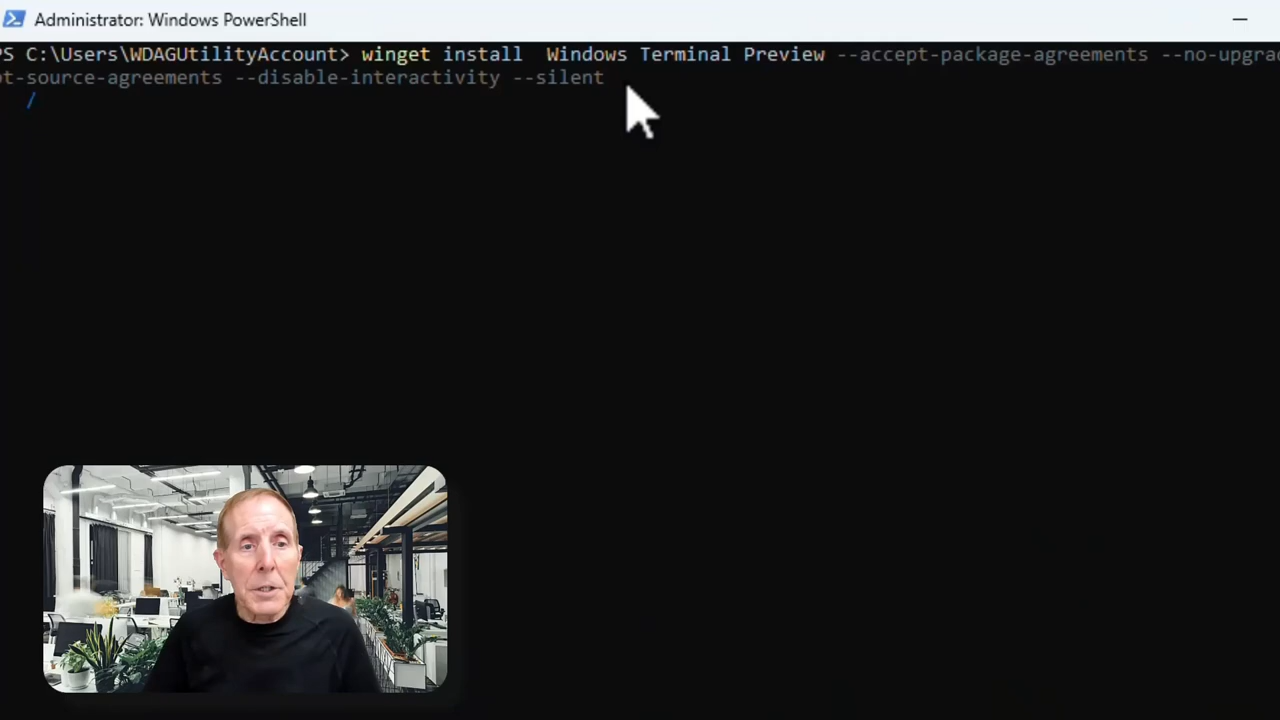 Administrator: Windows PowerShell
PS C:\Users\WDAGUtilityAccount> winget install  Windows Terminal Preview --accept-package-agreements --no-upgrad
pt-source-agreements --disable-interactivity --silent
/